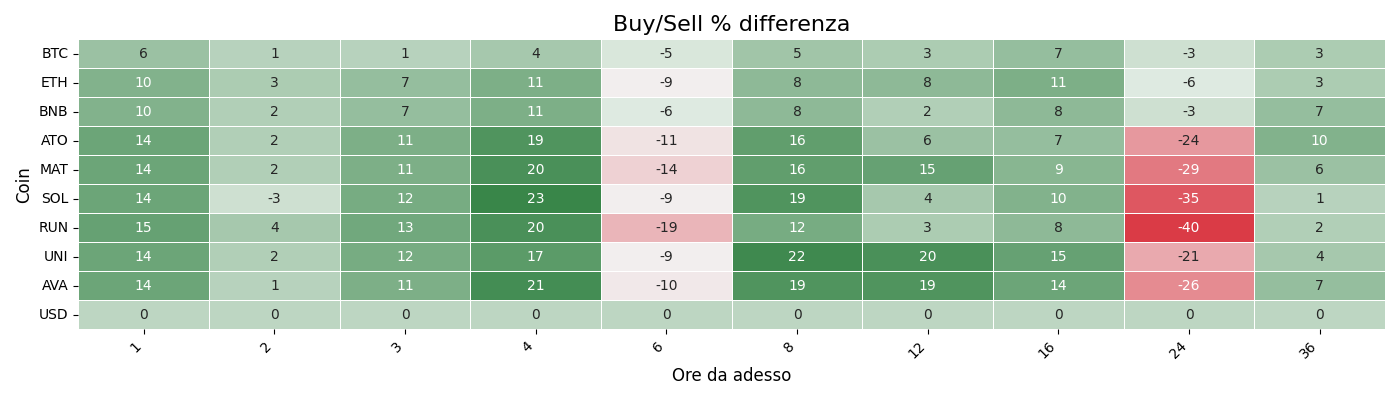 Buy/Sell % differenza
Coin
BTC 6 1 1 4 -5 5 3 7 -3 3
ETH 10 3 7 11 -9 8 8 11 -6 3
BNB 10 2 7 11 -6 8 2 8 -3 7
ATO 14 2 11 19 -11 16 6 7 -24 10
MAT 14 2 11 20 -14 16 15 9 -29 6
SOL 14 -3 12 23 -9 19 4 10 -35 1
RUN 15 4 13 20 -19 12 3 8 -40 2
UNI 14 2 12 17 -9 22 20 15 -21 4
AVA 14 1 11 21 -10 19 19 14 -26 7
USD 0 0 0 0 0 0 0 0 0 0
1 2 3 4 6 8 12 16 24 36
Ore da adesso